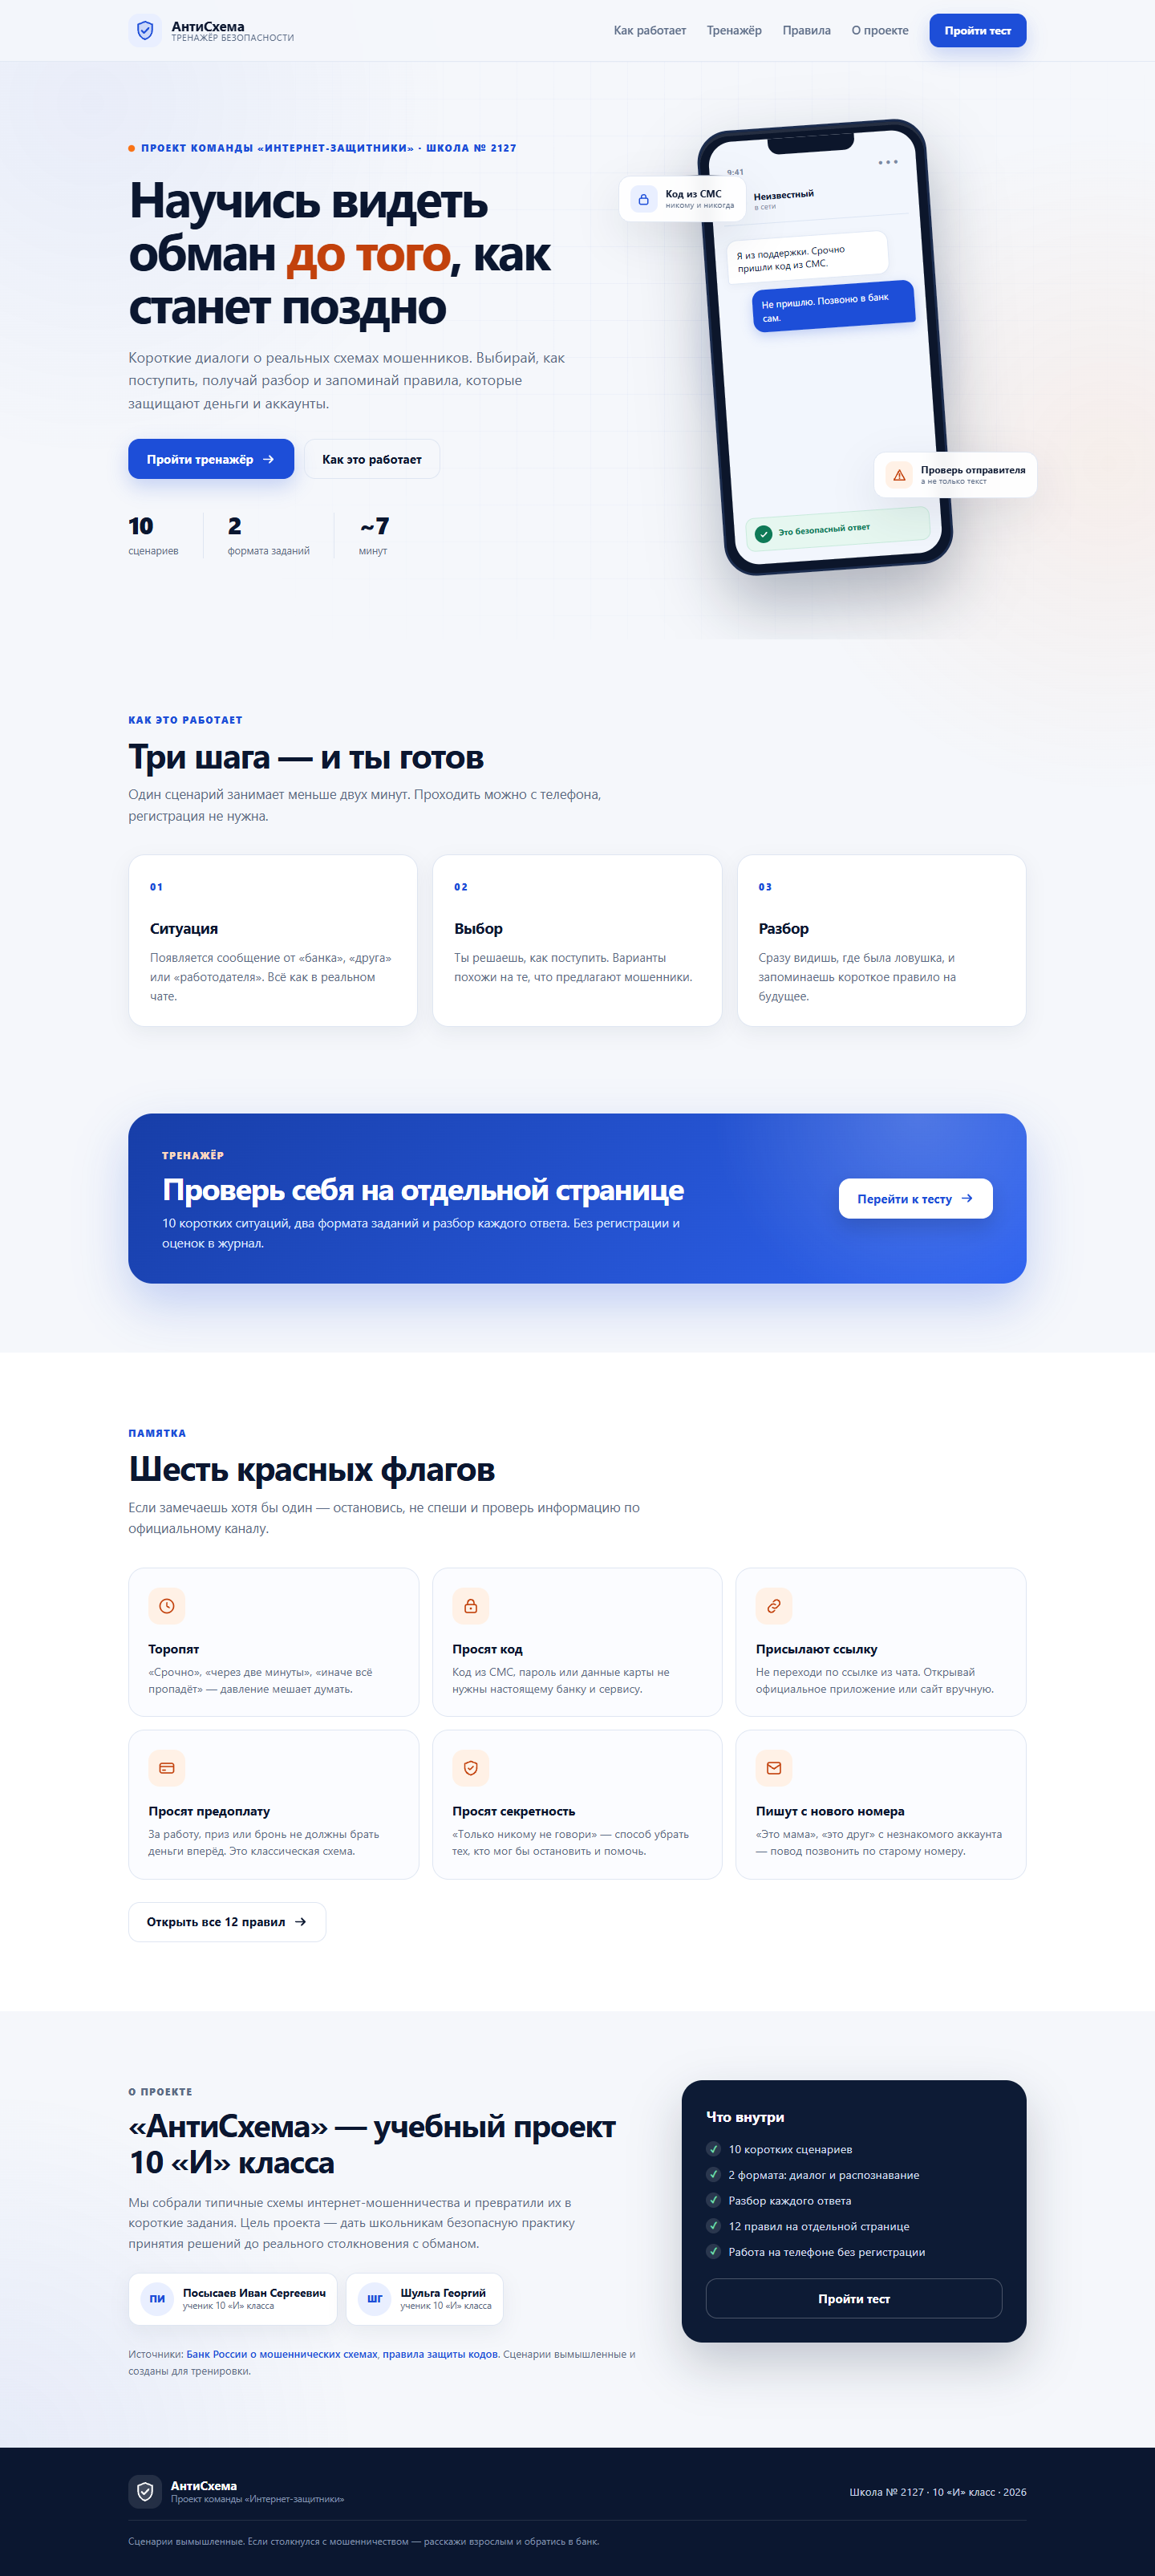 АнтиСхема
ТРЕНАЖЁР БЕЗОПАСНОСТИ
Как работает
Тренажёр
Правила
О проекте
Пройти тест
ПРОЕКТ КОМАНДЫ «ИНТЕРНЕТ-ЗАЩИТНИКИ» · ШКОЛА № 2127
Научись видеть
обман до того, как
станет поздно
Короткие диалоги о реальных схемах мошенников. Выбирай, как
поступить, получай разбор и запоминай правила, которые
защищают деньги и аккаунты.
Пройти тренажёр
Как это работает
10
сценариев
2
формата заданий
~7
минут
9:41
Код из СМС
никому и никогда
Неизвестный
в сети
Я из поддержки. Срочно
пришли код из СМС.
Не пришлю. Позвоню в банк
сам.
Проверь отправителя
а не только текст
Это безопасный ответ
КАК ЭТО РАБОТАЕТ
Три шага — и ты готов
Один сценарий занимает меньше двух минут. Проходить можно с телефона,
регистрация не нужна.
01
Ситуация
Появляется сообщение от «банка», «друга»
или «работодателя». Всё как в реальном
чате.
02
Выбор
Ты решаешь, как поступить. Варианты
похожи на те, что предлагают мошенники.
03
Разбор
Сразу видишь, где была ловушка, и
запоминаешь короткое правило на
будущее.
ТРЕНАЖЁР
Проверь себя на отдельной странице
10 коротких ситуаций, два формата заданий и разбор каждого ответа. Без регистрации и
оценок в журнал.
Перейти к тесту
ПАМЯТКА
Шесть красных флагов
Если замечаешь хотя бы один — остановись, не спеши и проверь информацию по
официальному каналу.
Торопят
«Срочно», «через две минуты», «иначе всё
пропадёт» — давление мешает думать.
Просят код
Код из СМС, пароль или данные карты не
нужны настоящему банку и сервису.
Присылают ссылку
Не переходи по ссылке из чата. Открывай
официальное приложение или сайт вручную.
Просят предоплату
За работу, приз или бронь не должны брать
деньги вперёд. Это классическая схема.
Просят секретность
«Только никому не говори» — способ убрать
тех, кто мог бы остановить и помочь.
Пишут с нового номера
«Это мама», «это друг» с незнакомого аккаунта
— повод позвонить по старому номеру.
Открыть все 12 правил
О ПРОЕКТЕ
«АнтиСхема» — учебный проект
10 «И» класса
Мы собрали типичные схемы интернет-мошенничества и превратили их в
короткие задания. Цель проекта — дать школьникам безопасную практику
принятия решений до реального столкновения с обманом.
ПИ
Посысаев Иван Сергеевич
ученик 10 «И» класса
ШГ
Шульга Георгий
ученик 10 «И» класса
Источники: Банк России о мошеннических схемах, правила защиты кодов. Сценарии вымышленные и
созданы для тренировки.
Что внутри
10 коротких сценариев
2 формата: диалог и распознавание
Разбор каждого ответа
12 правил на отдельной странице
Работа на телефоне без регистрации
Пройти тест
АнтиСхема
Проект команды «Интернет-защитники»
Школа № 2127 · 10 «И» класс · 2026
Сценарии вымышленные. Если столкнулся с мошенничеством — расскажи взрослым и обратись в банк.